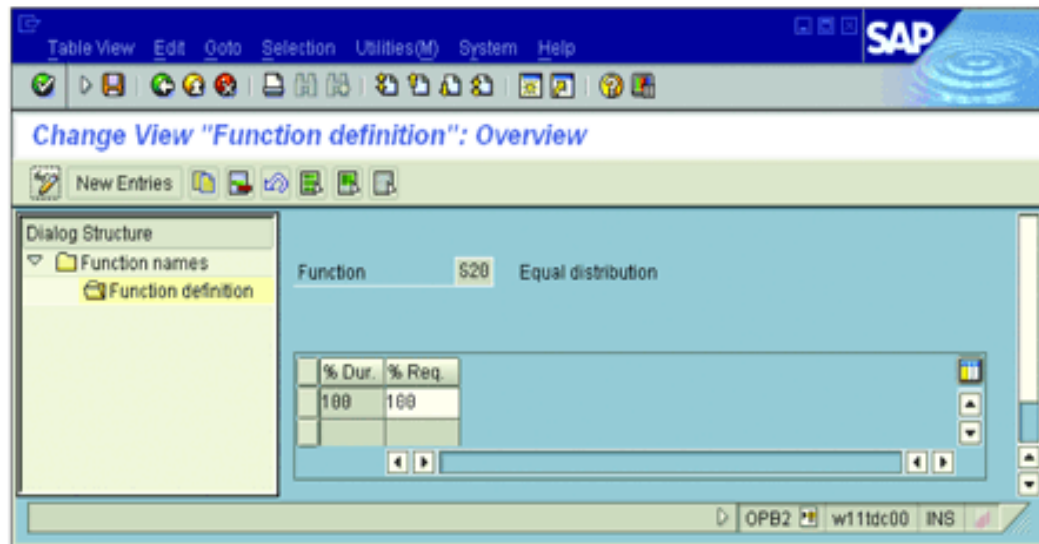 Table View Edit Goto Selection Utilities(M) System Help
SAP
Change View "Function definition": Overview
New Entries
Dialog Structure
Function names
Function definition
Function S20 Equal distribution
% Dur. % Req.
100 100
OPB2 w11tdc00 INS